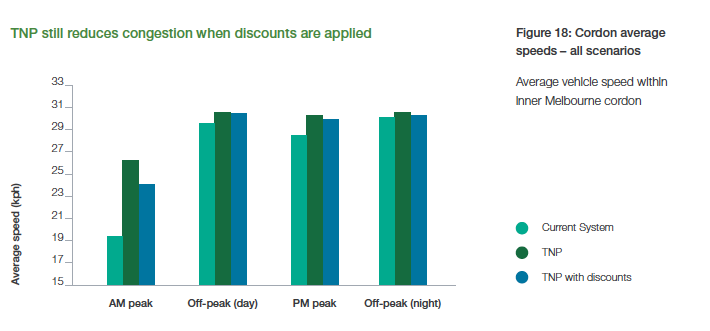 TNP still reduces congestion when discounts are applied
Figure 18: Cordon average
speeds – all scenarios
Average vehicle speed within
Inner Melbourne cordon
33
31
29
27
25
23
21
19
17
15
Average speed (kph)
AM peak
Off-peak (day)
PM peak
Off-peak (night)
Current System
TNP
TNP with discounts